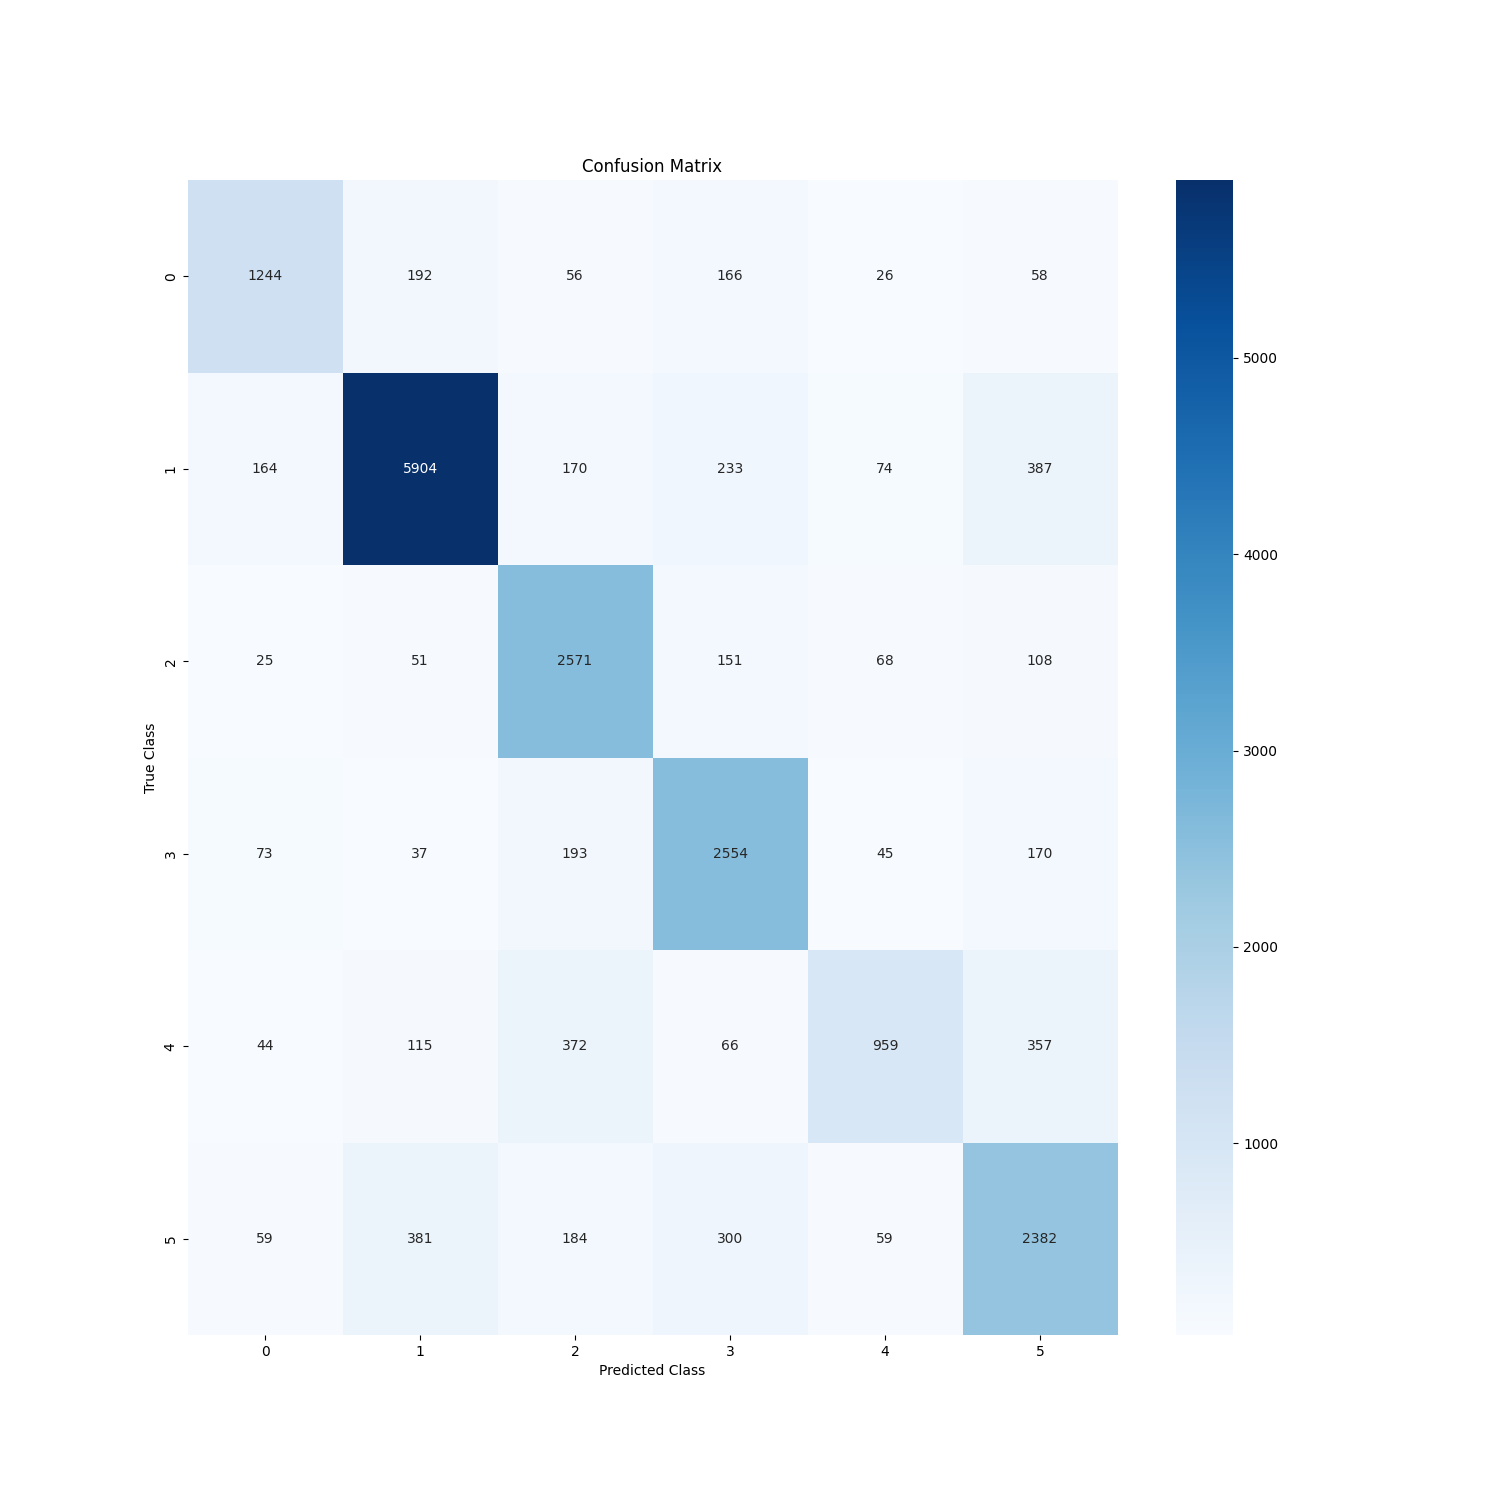 Confusion Matrix
0 1244 192 56 166 26 58
1 164 5904 170 233 74 387
2 25 51 2571 151 68 108
3 73 37 193 2554 45 170
4 44 115 372 66 959 357
5 59 381 184 300 59 2382
0 1 2 3 4 5
Predicted Class
True Class
5000
4000
3000
2000
1000